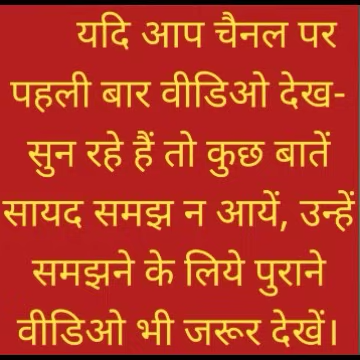 यदि आप चैनल पर
पहली बार वीडिओ देख-
सुन रहे हैं तो कुछ बातें
सायद समझ न आयें, उन्हें
समझने के लिये पुराने
वीडिओ भी जरूर देखें।